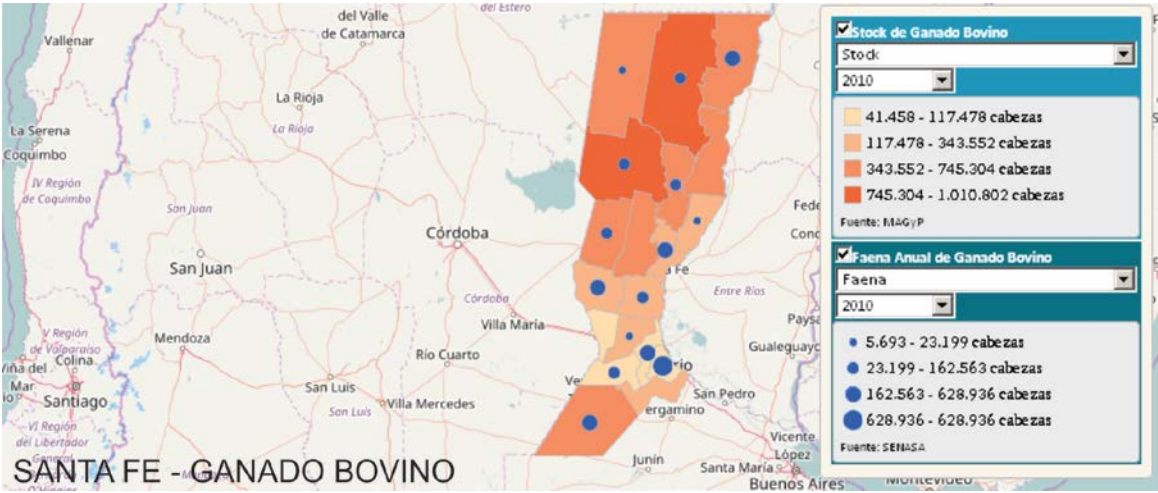 del Estero
del Valle
de Catamarca
Vallenar
La Rioja
La Rioja
La Serena
Coquimbo
IV Región
de Coquimbo
San Juan
Córdoba
San Juan
a Fe
Entre Ríos
Córdoba
Villa María
V Región
de Valparaíso
Mendoza
Colina
Viña del
Mar
Santiago
Río Cuarto
Gualeguayc
San Luis
San Luis
Villa Mercedes
San Pedro
ergamino
VI Región
del Libertador
General
Vicente
López
Junín
Santa María
Buenos Aires
Montevideo
SANTA FE - GANADO BOVINO
Stock de Ganado Bovino
Stock
2010
41.458 - 117.478 cabezas
117.478 - 343.552 cabezas
343.552 - 745.304 cabezas
745.304 - 1.010.802 cabezas
Fuente: MAGyP
Faena Anual de Ganado Bovino
Faena
2010
5.693 - 23.199 cabezas
23.199 - 162.563 cabezas
162.563 - 628.936 cabezas
628.936 - 628.936 cabezas
Fuente: SENASA